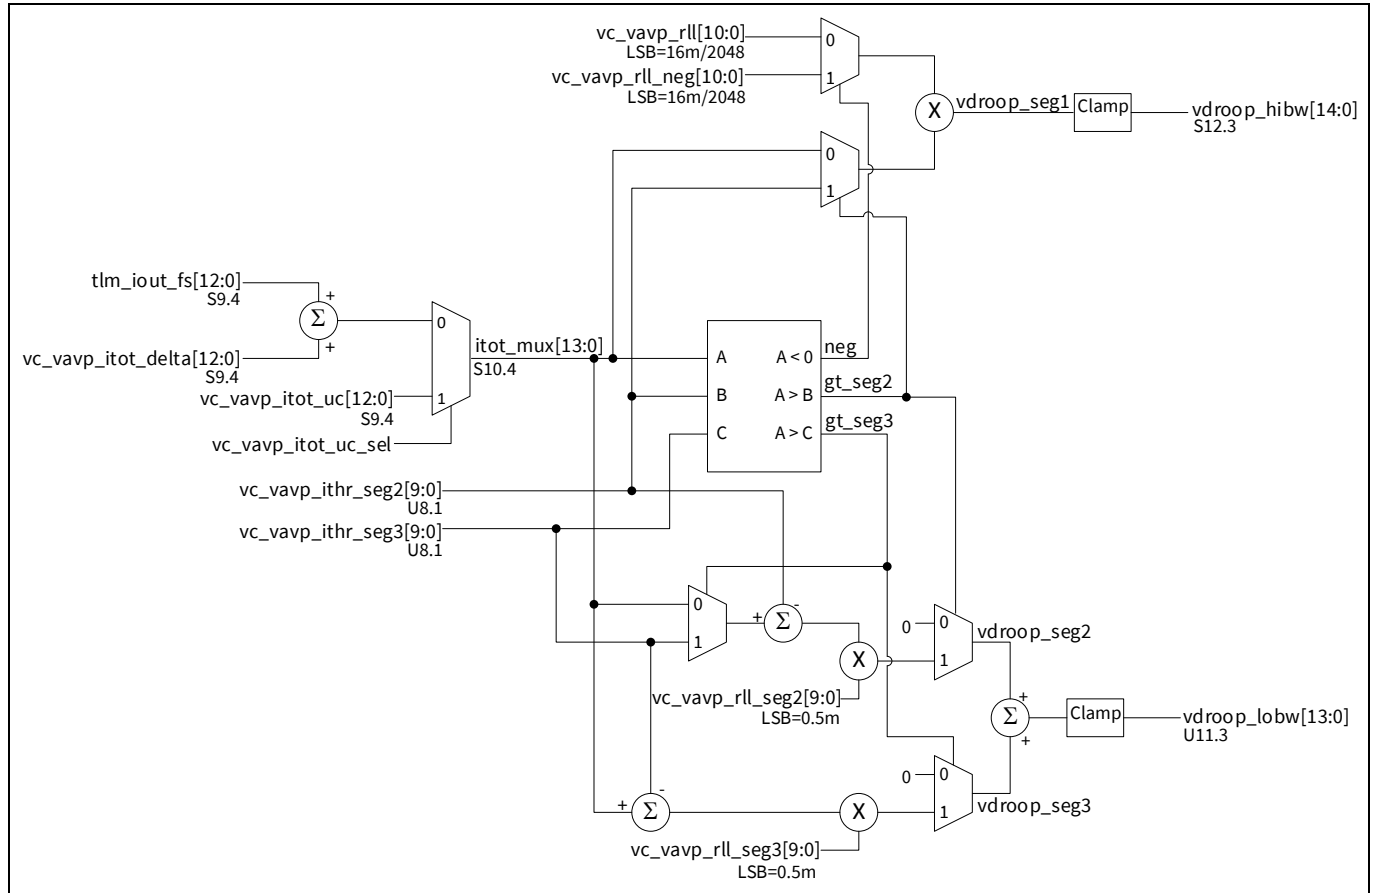 vc_vavp_rll[10:0]
LSB=16m/2048
vc_vavp_rll_neg[10:0]
LSB=16m/2048
0
1
X
vdroop_seg1
Clamp
vdroop_hibw[14:0]
S12.3
0
1
tlm_iout_fs[12:0]
S9.4
+
Σ
+
vc_vavp_itot_delta[12:0]
S9.4
vc_vavp_itot_uc[12:0]
S9.4
vc_vavp_itot_uc_sel
0
1
itot_mux[13:0]
S10.4
A
B
C
A < 0
A > B
A > C
neg
gt_seg2
gt_seg3
vc_vavp_ithr_seg2[9:0]
U8.1
vc_vavp_ithr_seg3[9:0]
U8.1
0
1
+
-
Σ
X
vc_vavp_rll_seg2[9:0]
LSB=0.5m
0
0
1
vdroop_seg2
+
Σ
+
Clamp
vdroop_lobw[13:0]
U11.3
+
-
Σ
X
vc_vavp_rll_seg3[9:0]
LSB=0.5m
0
0
1
vdroop_seg3